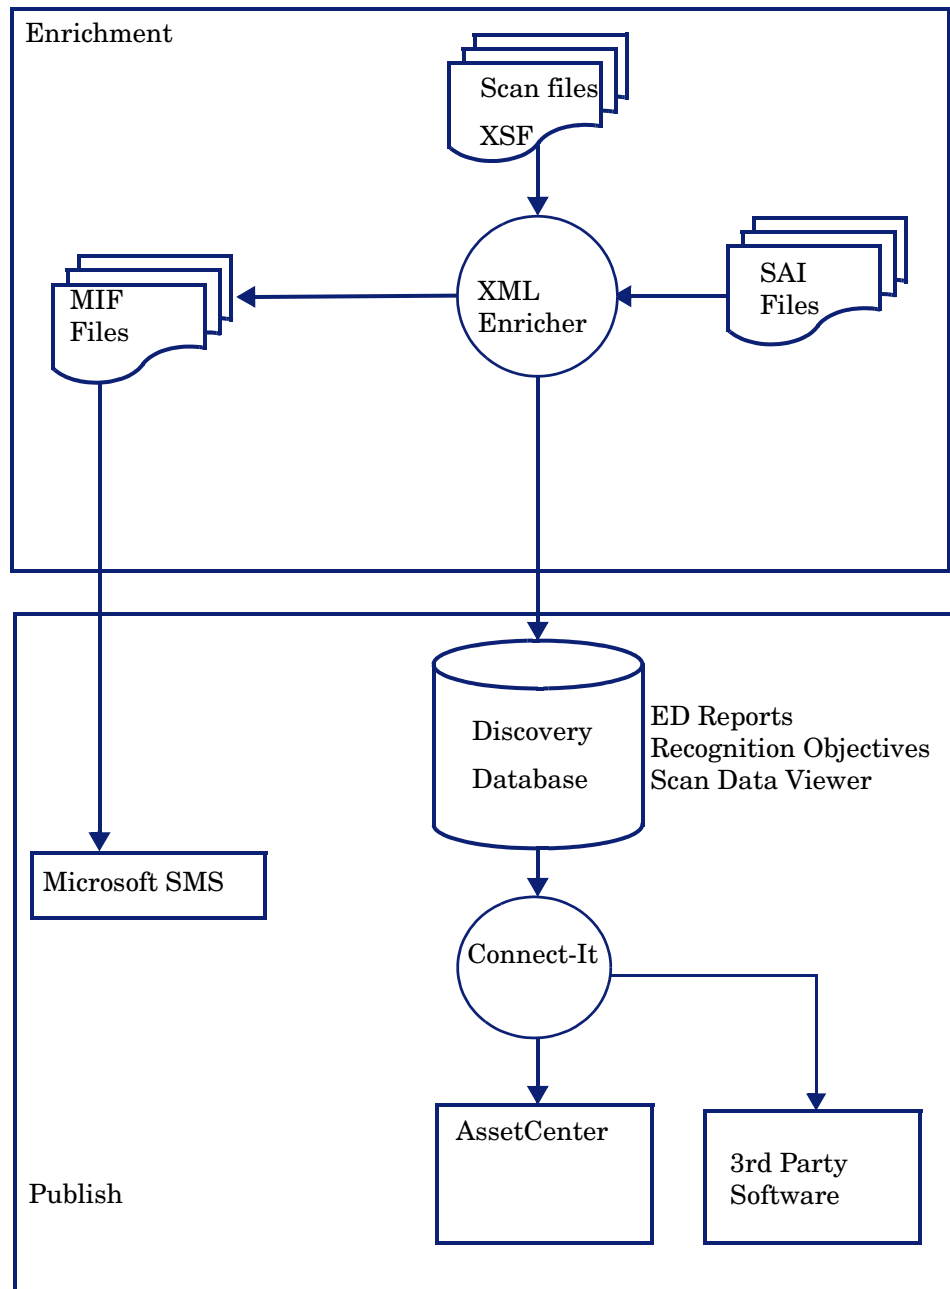 Enrichment
Scan files
XSF
SAI
Files
XML
Enricher
MIF
Files
Discovery
Database
ED Reports
Recognition Objectives
Scan Data Viewer
Microsoft SMS
Connect-It
AssetCenter
3rd Party
Software
Publish